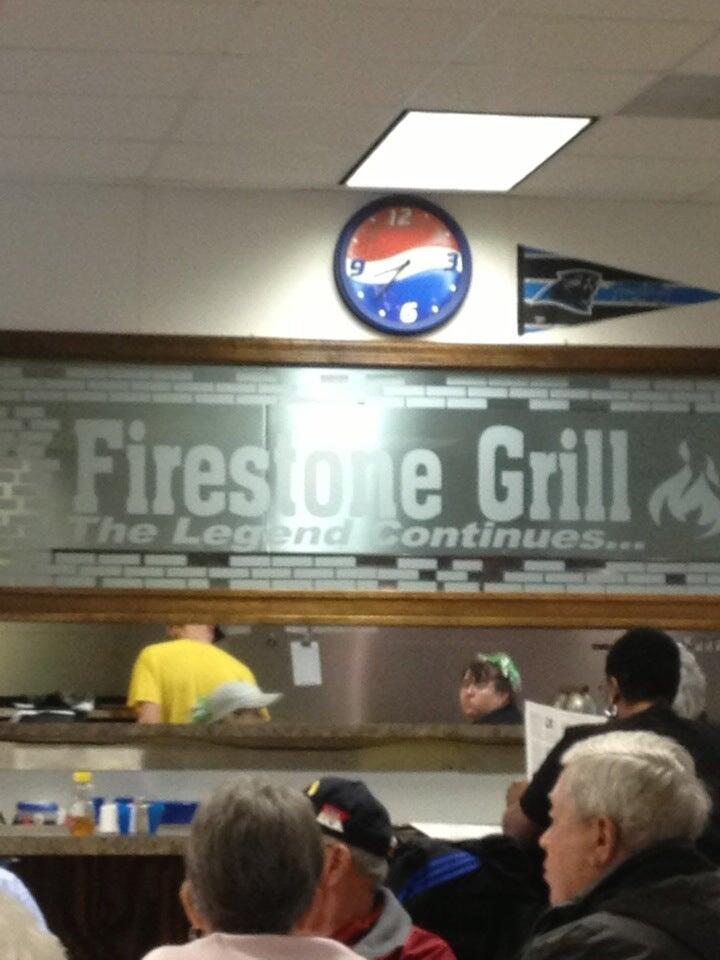 12
9 3
6
Firestone Grill
The Legend Continues...